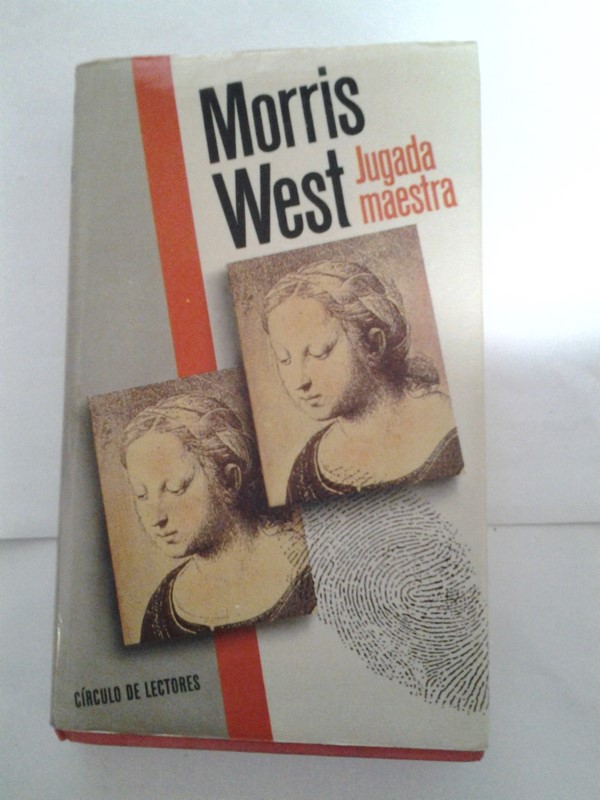 Morris
West
Jugada
maestra
CÍRCULO DE LECTORES